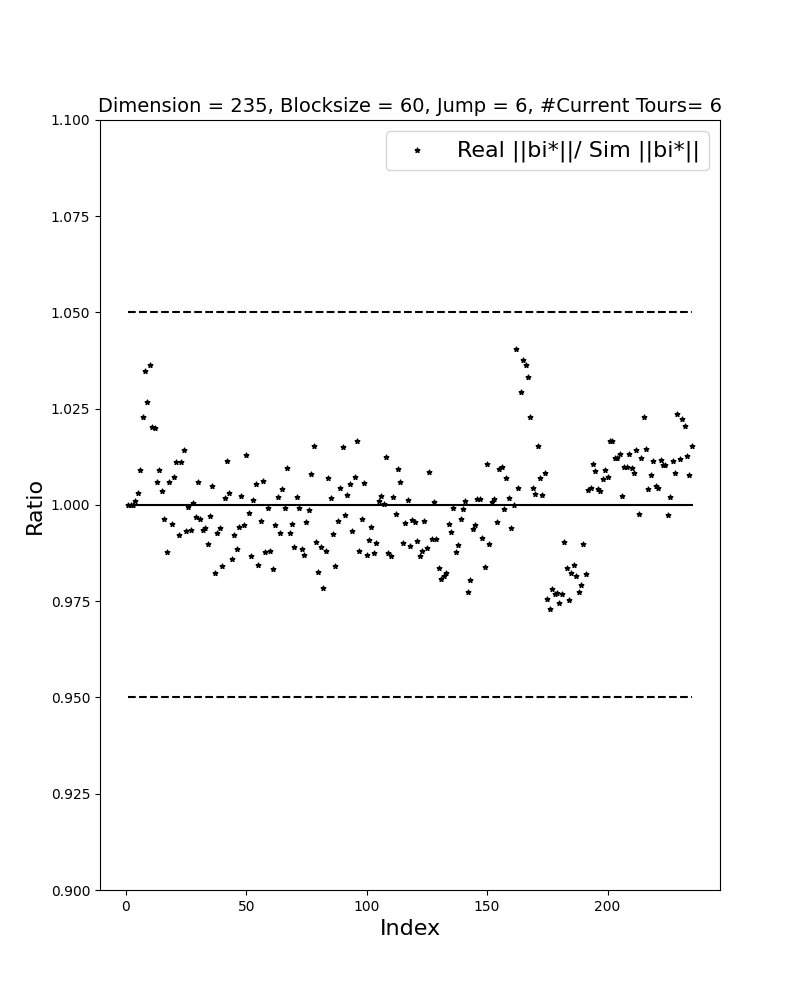 Dimension = 235, Blocksize = 60, Jump = 6, #Current Tours= 6
Real ||bi*||/ Sim ||bi*||
1.100
1.075
1.050
1.025
1.000
0.975
0.950
0.925
0.900
Ratio
0 50 100 150 200
Index